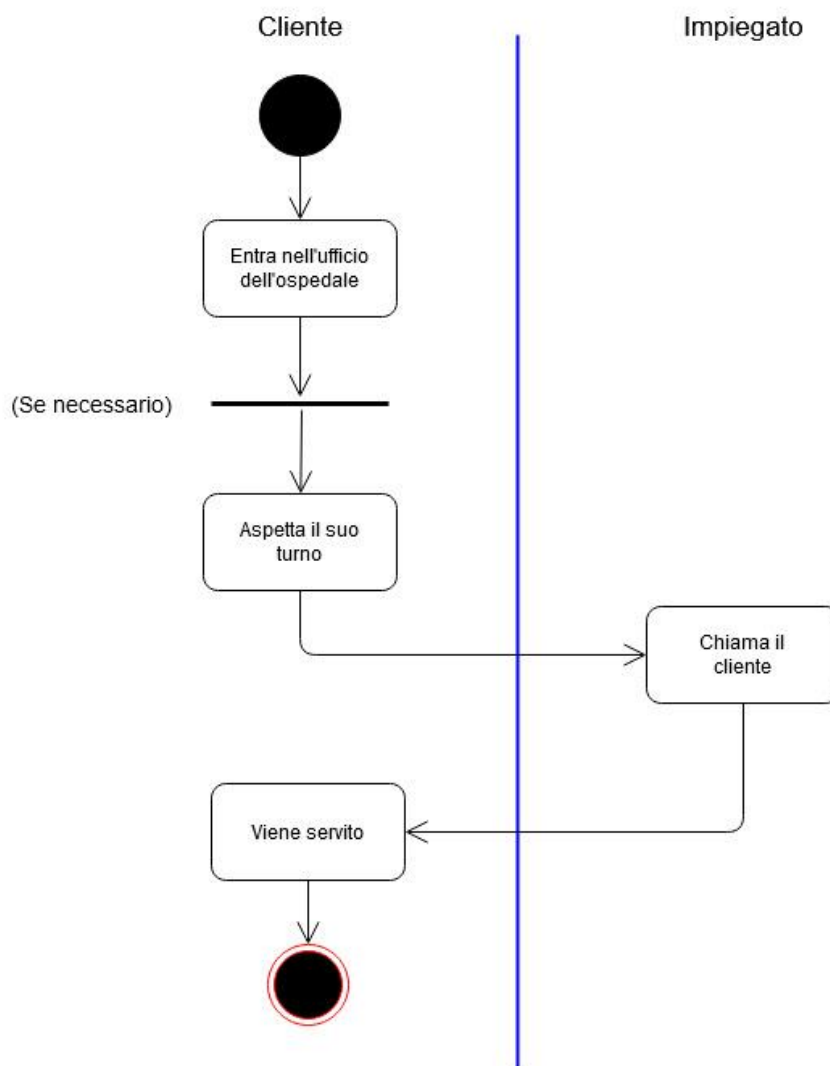 Cliente
Impiegato
Entra nell'ufficio
dell'ospedale
(Se necessario)
Aspetta il suo
turno
Chiama il
cliente
Viene servito